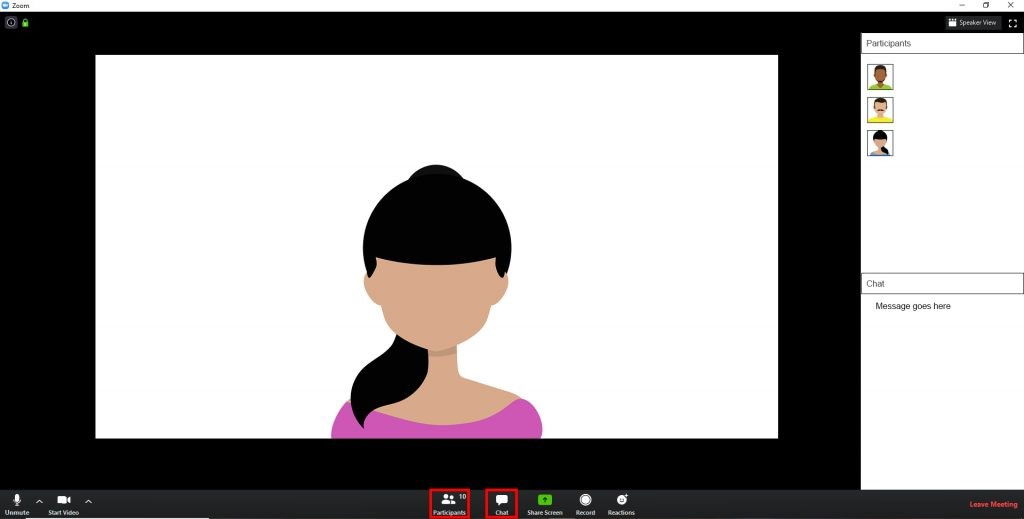 Zoom
Speaker View
Participants
Chat
Message goes here
Unmute
Start Video
Participants
10
Chat
Share Screen
Record
Reactions
Leave Meeting